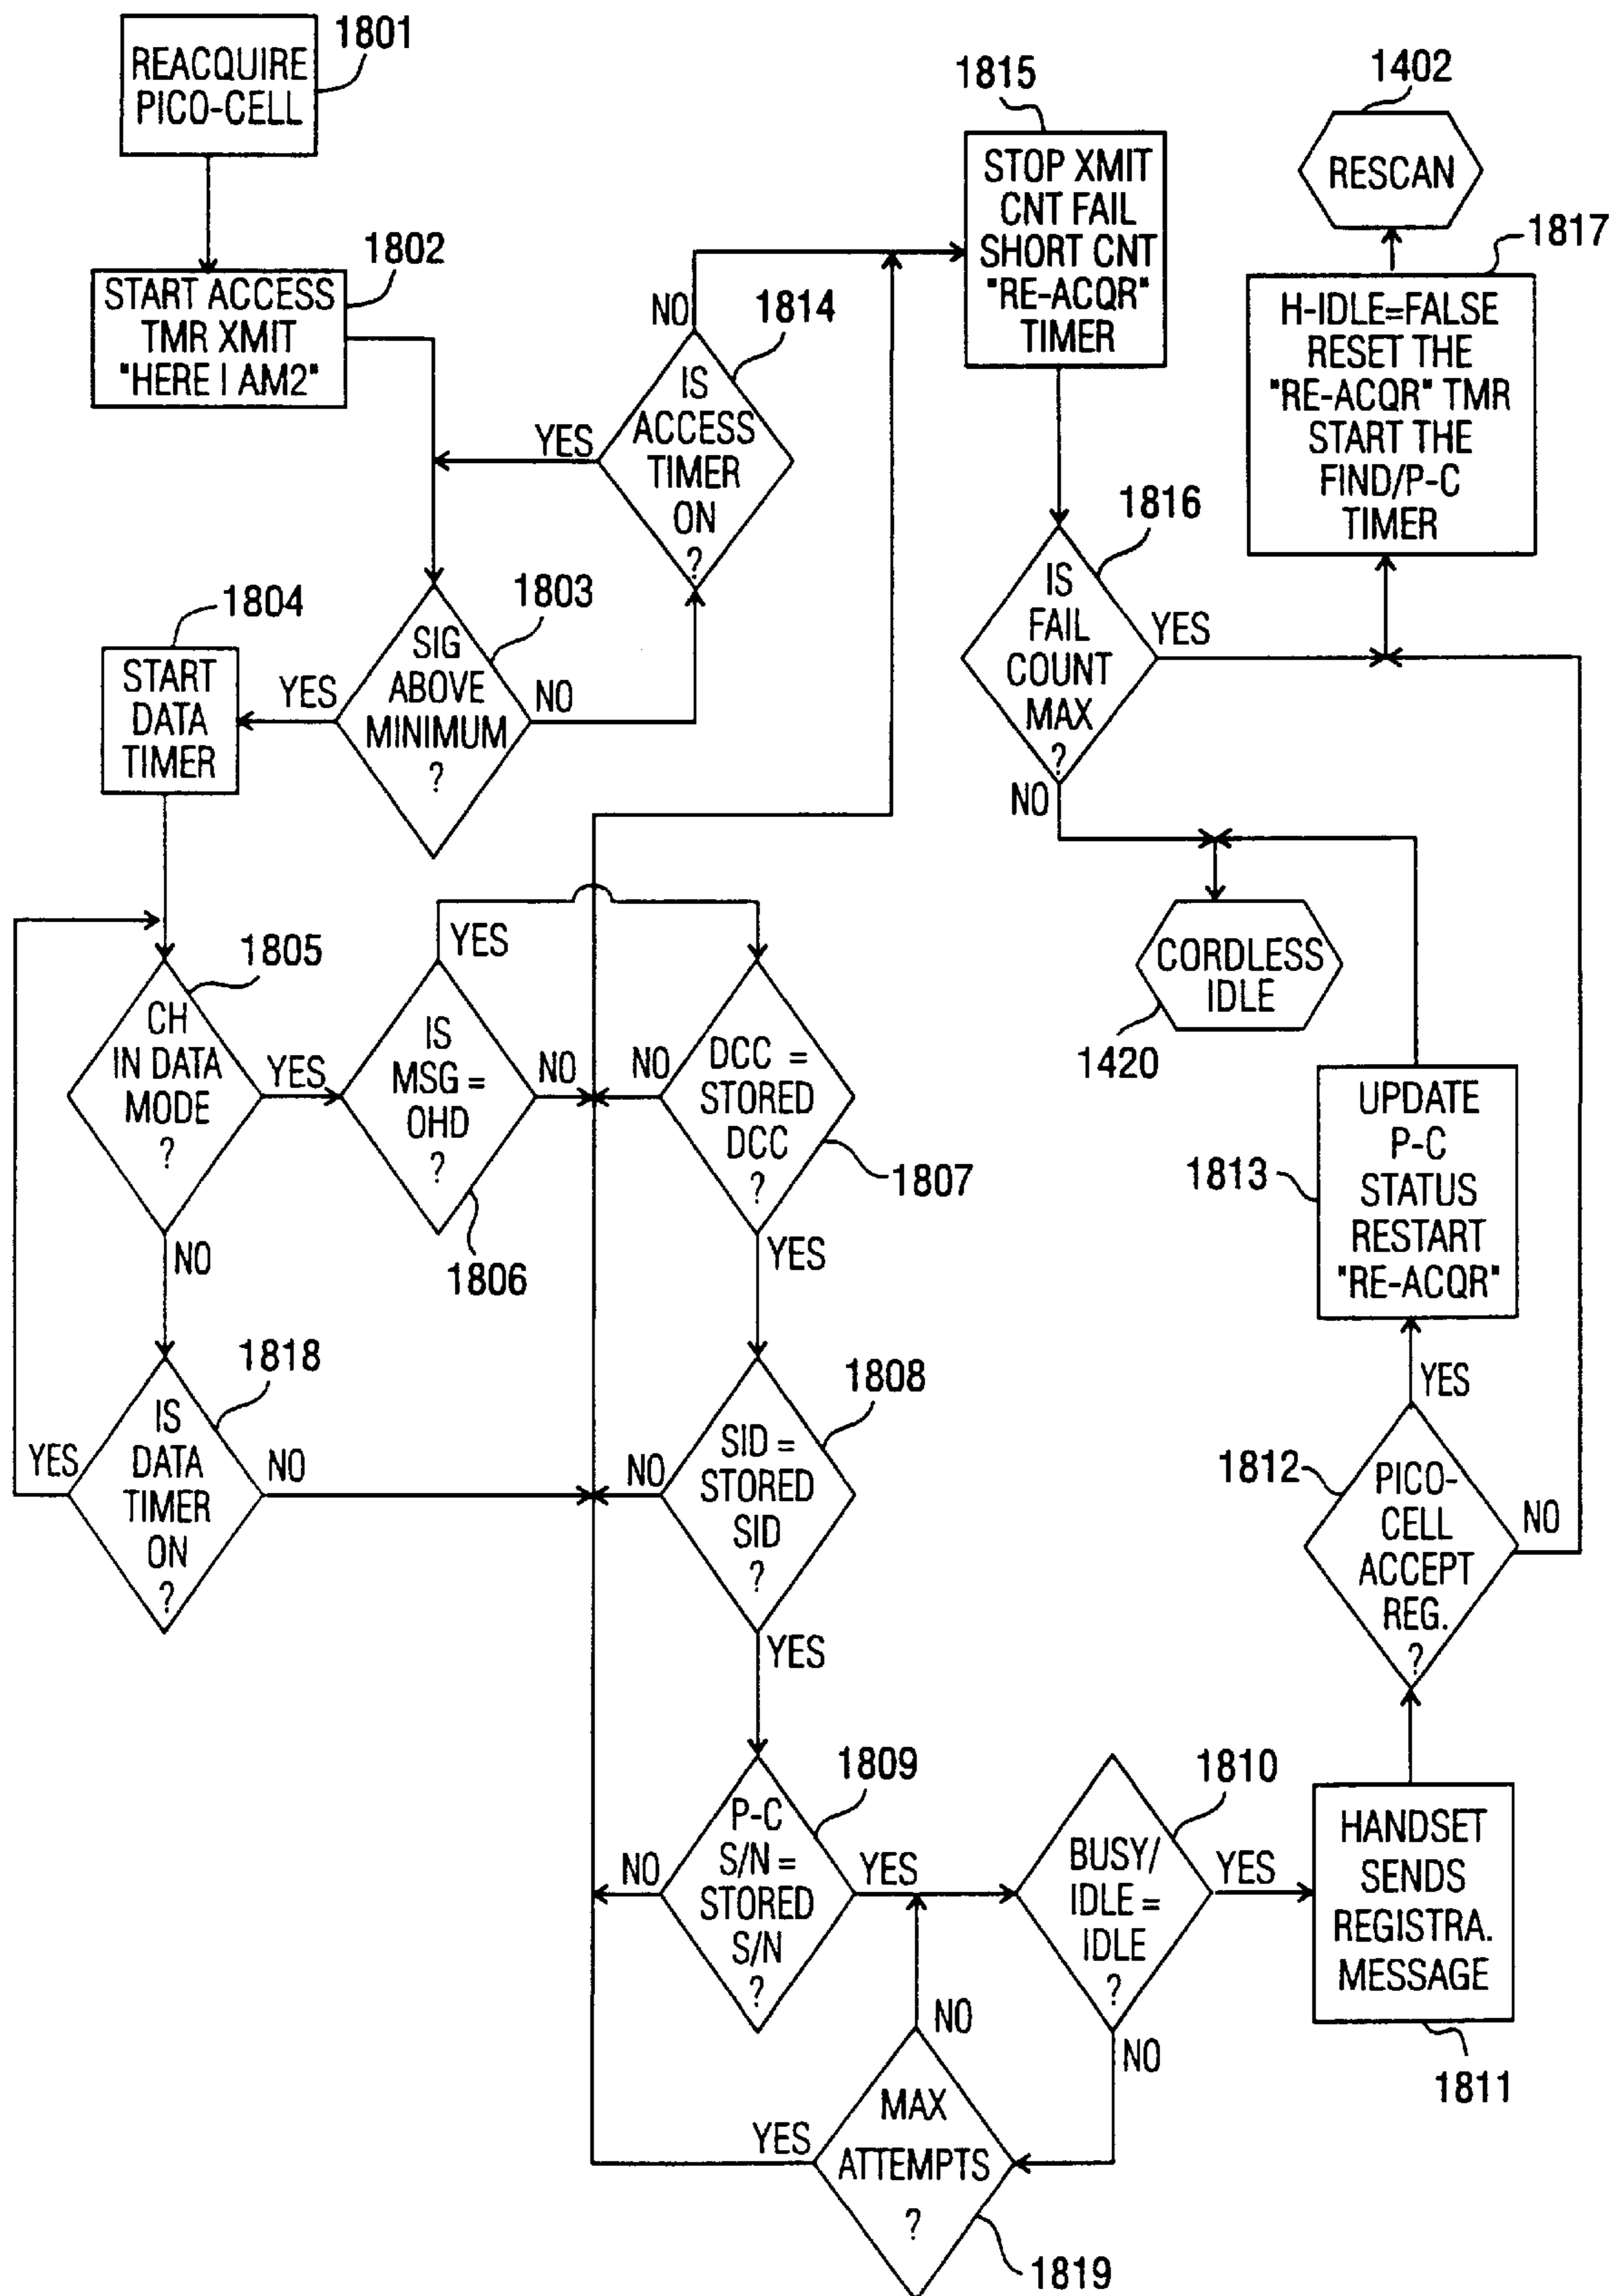 REACQUIRE
PICO-CELL
1801
START ACCESS
TMR XMIT
"HERE I AM2"
1802
SIG
ABOVE
MINIMUM
?
1803
YES
NO
IS
ACCESS
TIMER
ON
?
1814
YES
NO
START
DATA
TIMER
1804
CH
IN DATA
MODE
?
1805
YES
NO
IS
MSG =
OHD
?
1806
YES
NO
DCC =
STORED
DCC
?
1807
NO
YES
IS
DATA
TIMER
ON
?
1818
YES
NO
SID =
STORED
SID
?
1808
NO
YES
P-C
S/N =
STORED
S/N
?
1809
NO
YES
BUSY/
IDLE =
IDLE
?
1810
YES
NO
MAX
ATTEMPTS
?
1819
YES
NO
HANDSET
SENDS
REGISTRA.
MESSAGE
1811
PICO-
CELL
ACCEPT
REG.
?
1812
YES
NO
UPDATE
P-C
STATUS
RESTART
"RE-ACQR"
1813
STOP XMIT
CNT FAIL
SHORT CNT
"RE-ACQR"
TIMER
1815
IS
FAIL
COUNT
MAX
?
1816
YES
NO
CORDLESS
IDLE
1420
H-IDLE=FALSE
RESET THE
"RE-ACQR" TMR
START THE
FIND/P-C
TIMER
1817
RESCAN
1402